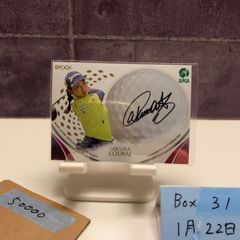 EPOCH
JLPGA
SAKURA
KOIWAI
50000
Box 31
1月22日